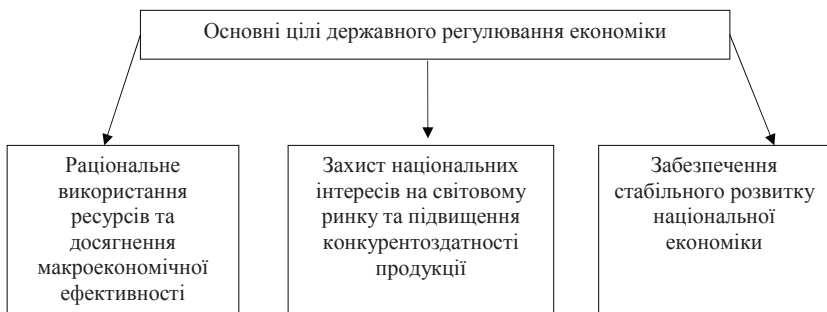 Основні цілі державного регулювання економіки
Раціональне
використання
ресурсів та
досягнення
макроекономічної
ефективності
Захист національних
інтересів на світовому
ринку та підвищення
конкурентоздатності
продукції
Забезпечення
стабільного розвитку
національної
економіки